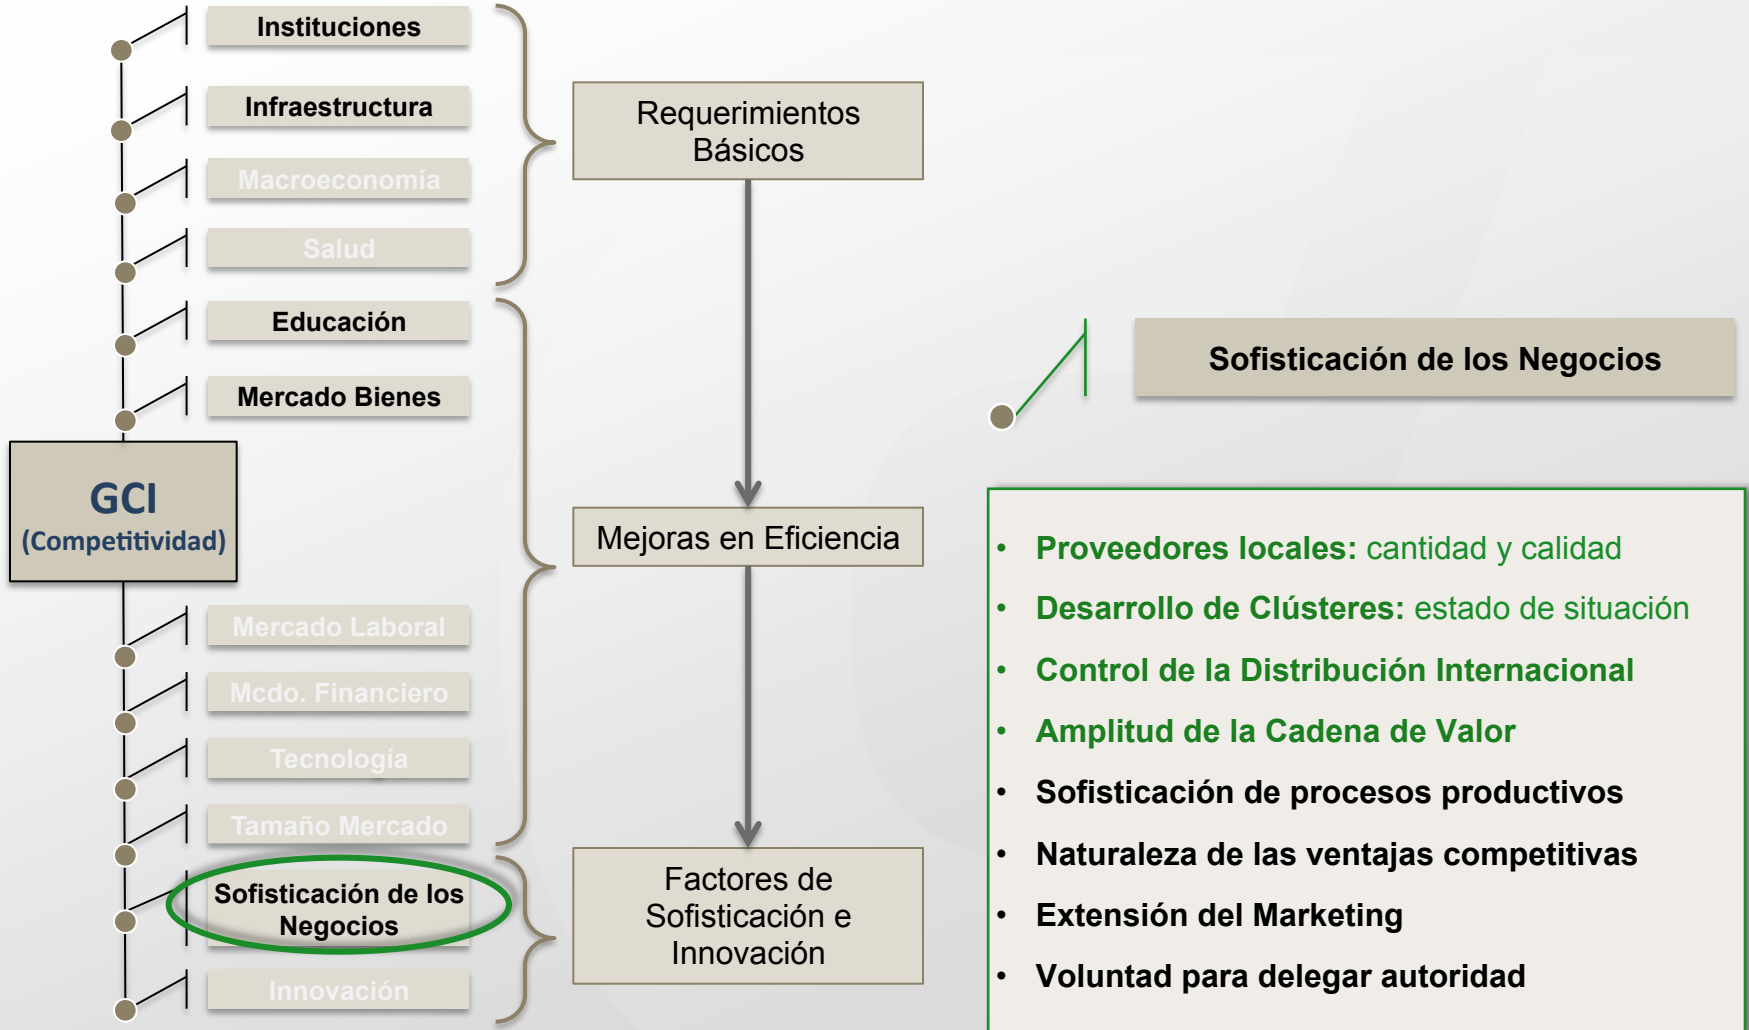 Instituciones
Infraestructura
Macroeconomía
Salud
Educación
Mercado Bienes
GCI
(Competitividad)
Mercado Laboral
Mcdo. Financiero
Tecnología
Tamaño Mercado
Sofisticación de los
Negocios
Innovación
Requerimientos
Básicos
Mejoras en Eficiencia
Factores de
Sofisticación e
Innovación
Sofisticación de los Negocios
• Proveedores locales: cantidad y calidad
• Desarrollo de Clústeres: estado de situación
• Control de la Distribución Internacional
• Amplitud de la Cadena de Valor
• Sofisticación de procesos productivos
• Naturaleza de las ventajas competitivas
• Extensión del Marketing
• Voluntad para delegar autoridad